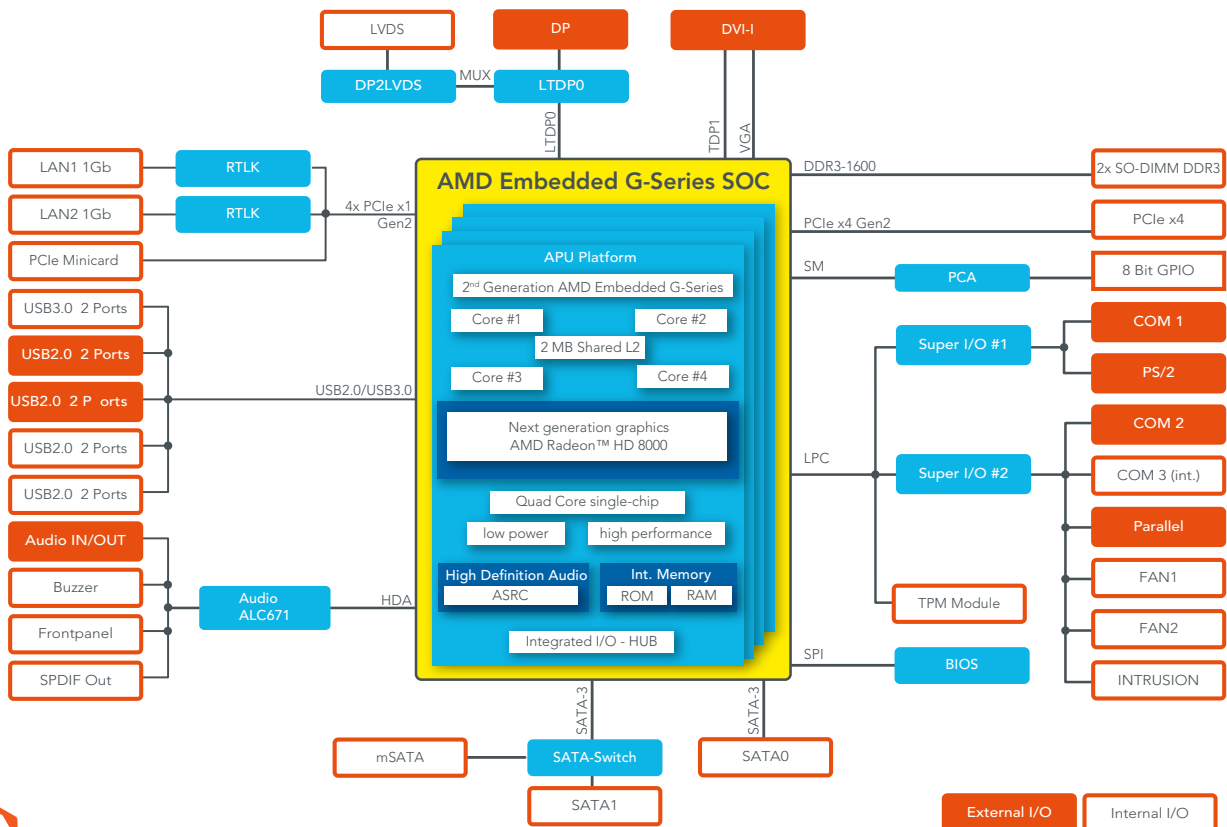 LVDS
DP
DVI-I
DP2LVDS
MUX
LTDP0
LTDP0
TDP1
VGA
LAN1 1Gb
RTLK
LAN2 1Gb
RTLK
PCIe Minicard
4x PCIe x1
Gen2
USB3.0 2 Ports
USB2.0 2 Ports
USB2.0 2 P orts
USB2.0 2 Ports
USB2.0 2 Ports
USB2.0/USB3.0
Audio IN/OUT
Buzzer
Frontpanel
SPDIF Out
Audio
ALC671
HDA
AMD Embedded G-Series SOC
APU Platform
2nd Generation AMD Embedded G-Series
Core #1
Core #2
2 MB Shared L2
Core #3
Core #4
Next generation graphics
AMD Radeon™ HD 8000
Quad Core single-chip
low power
high performance
High Definition Audio
ASRC
Int. Memory
ROM
RAM
Integrated I/O - HUB
DDR3-1600
2x SO-DIMM DDR3
PCIe x4 Gen2
PCIe x4
SM
PCA
8 Bit GPIO
Super I/O #1
COM 1
PS/2
LPC
Super I/O #2
COM 2
COM 3 (int.)
Parallel
FAN1
FAN2
INTRUSION
TPM Module
SPI
BIOS
SATA-3
SATA-3
mSATA
SATA-Switch
SATA0
SATA1
External I/O
Internal I/O